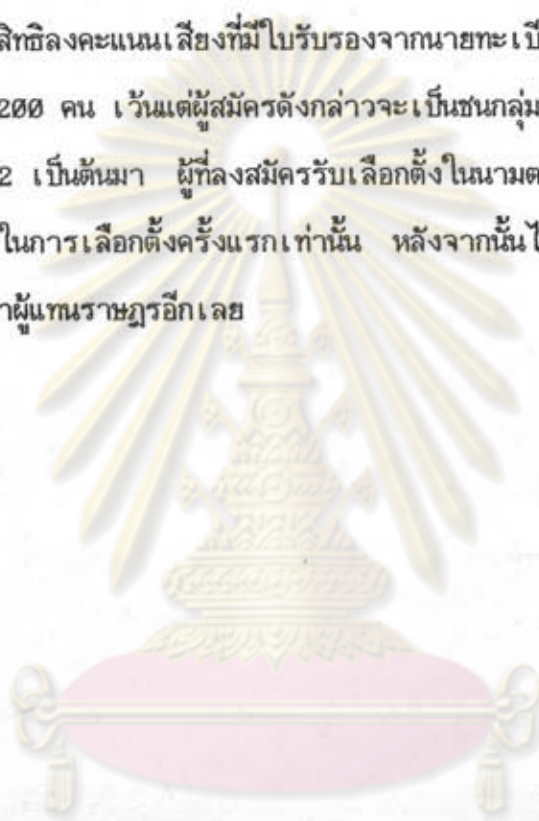 สิทธิลงคะแนนเสียงที่มีใบรับรองจากนายทะเบี
200 คน เว้นแต่ผู้สมัครดังกล่าวจะเป็นชนกลุ่ม
2 เป็นต้นมา ผู้ที่ลงสมัครรับเลือกตั้งในนามต
ในการเลือกตั้งครั้งแรกเท่านั้น หลังจากนั้นไ
าผู้แทนราษฎรอีกเลย